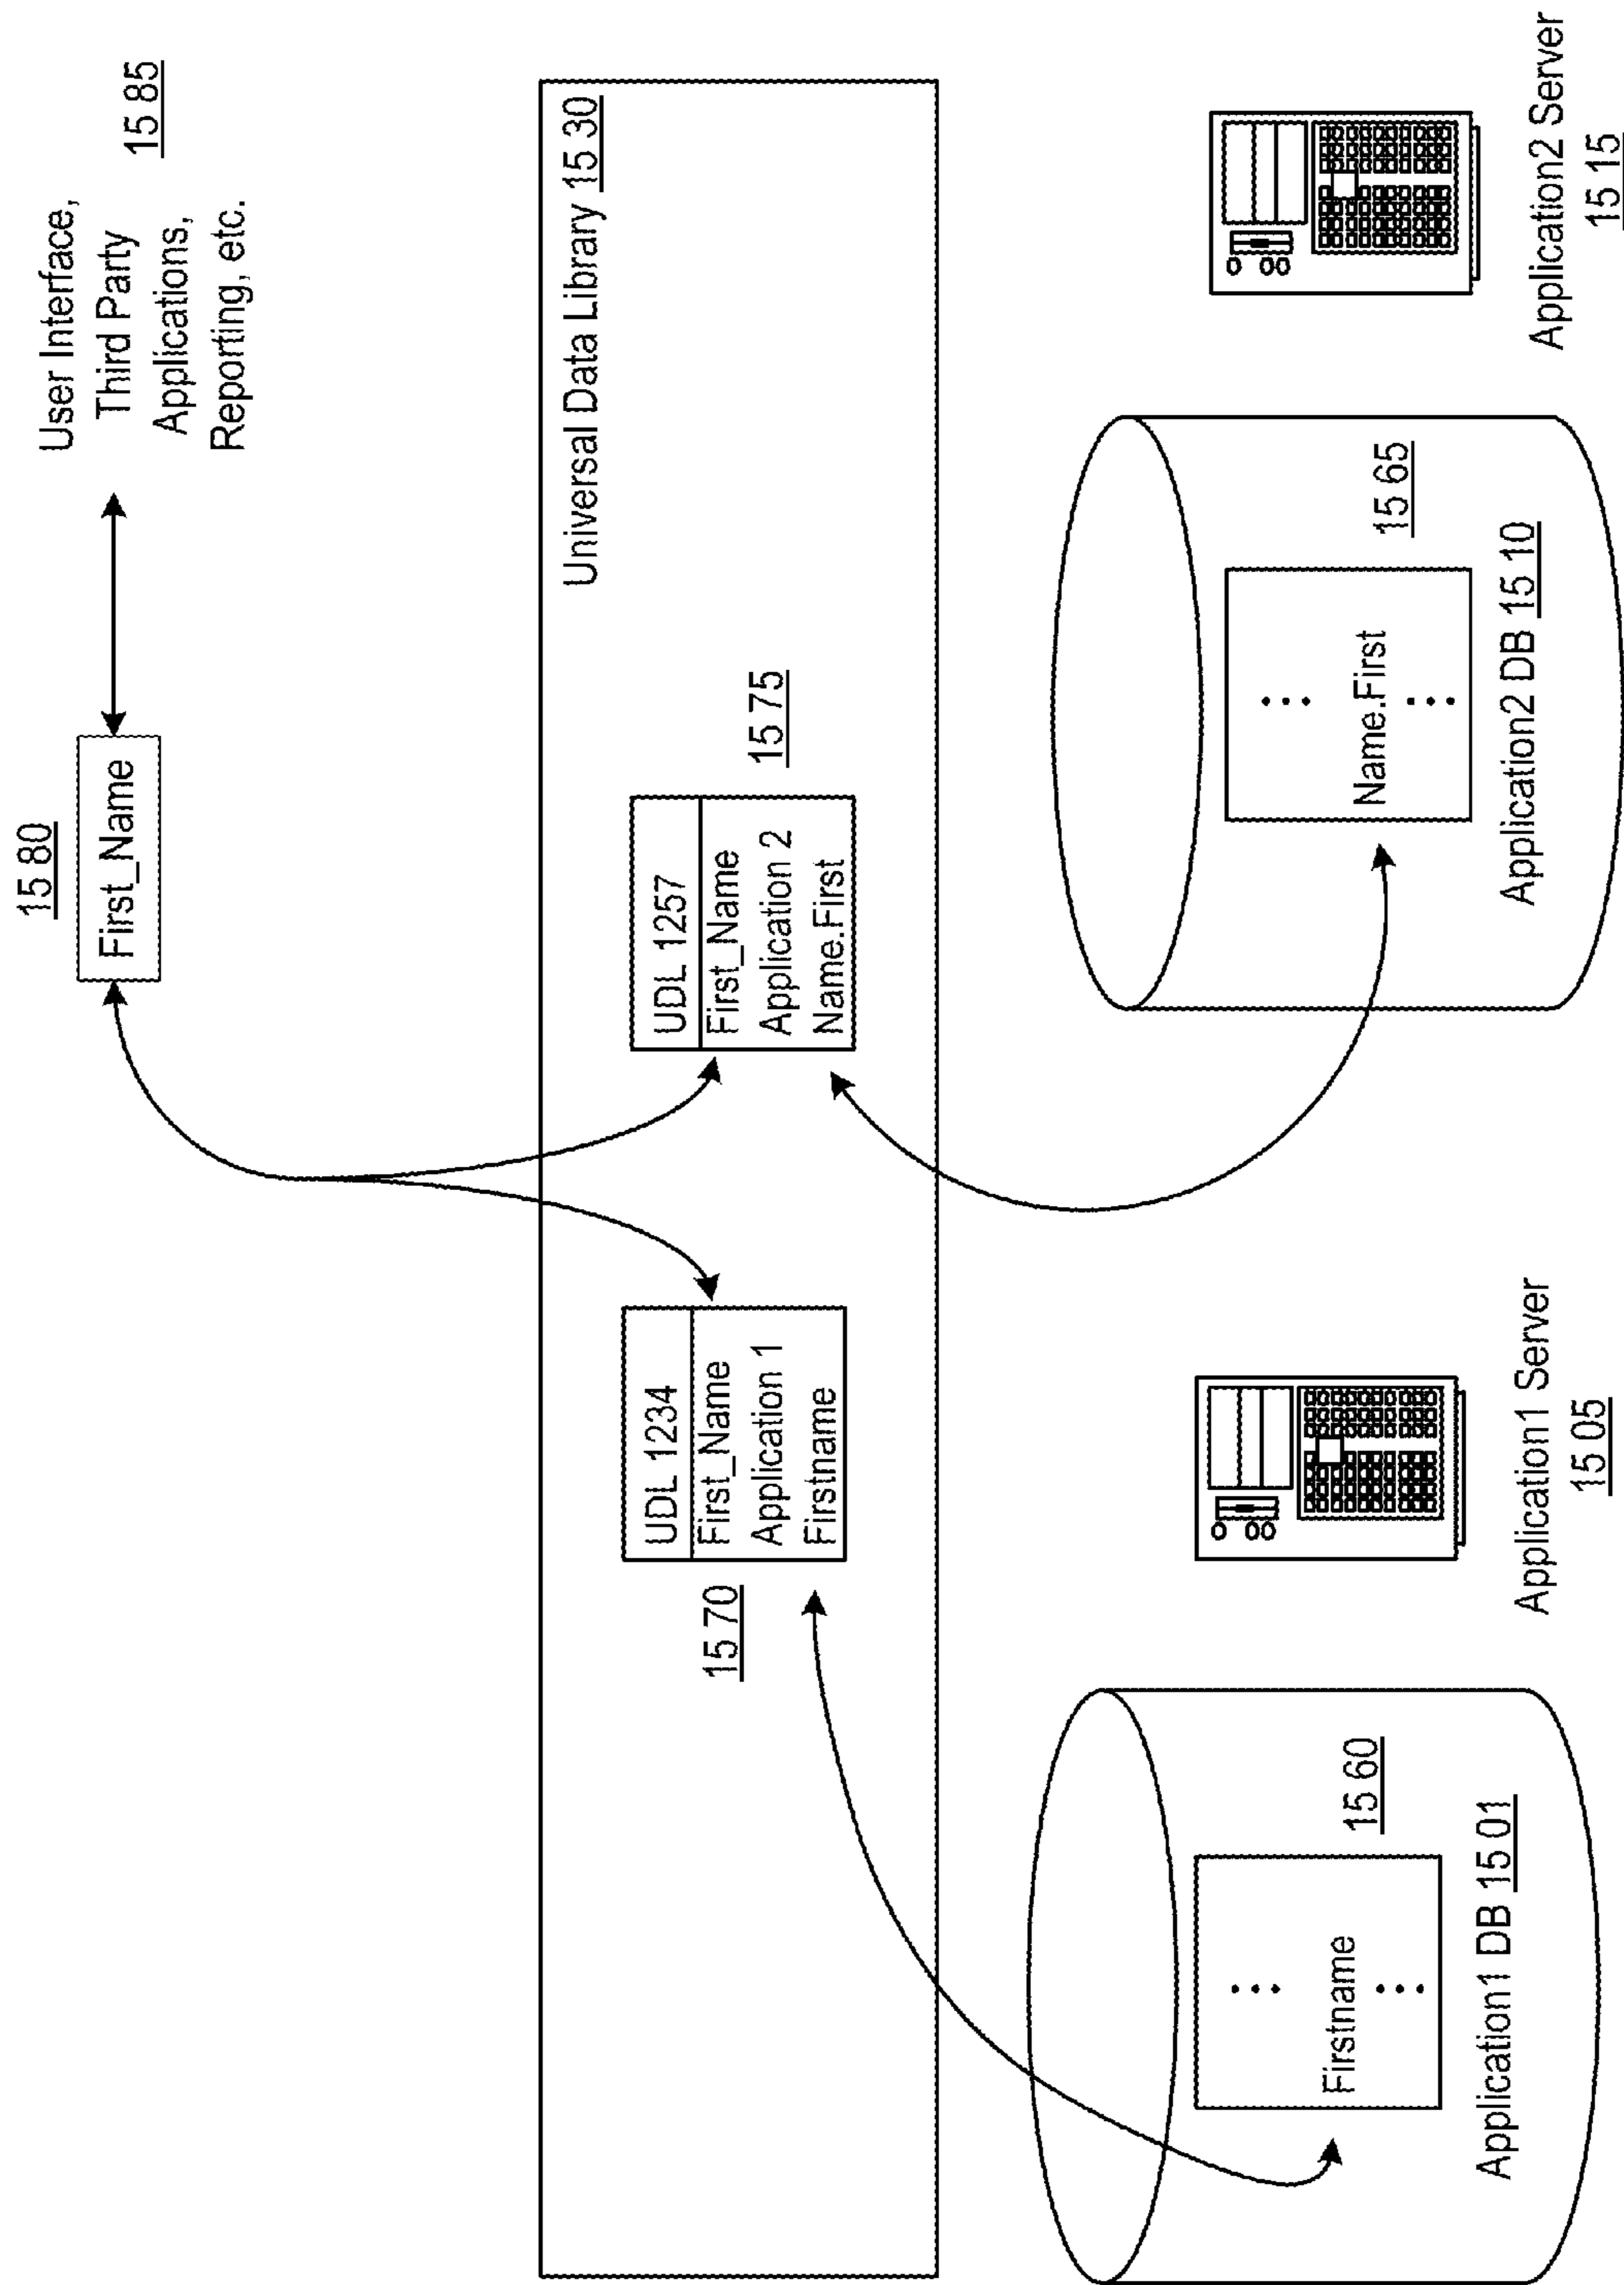 15 80
First_Name
User Interface,
Third Party
Applications,
Reporting, etc.
15 85
Universal Data Library 15 30
UDL 1234
First_Name
Application 1
Firstname
15 70
UDL 1257
First_Name
Application 2
Name.First
15 75
Firstname
15 60
Application1 DB 15 01
Application1 Server
15 05
Name.First
15 65
Application2 DB 15 10
Application2 Server
15 15